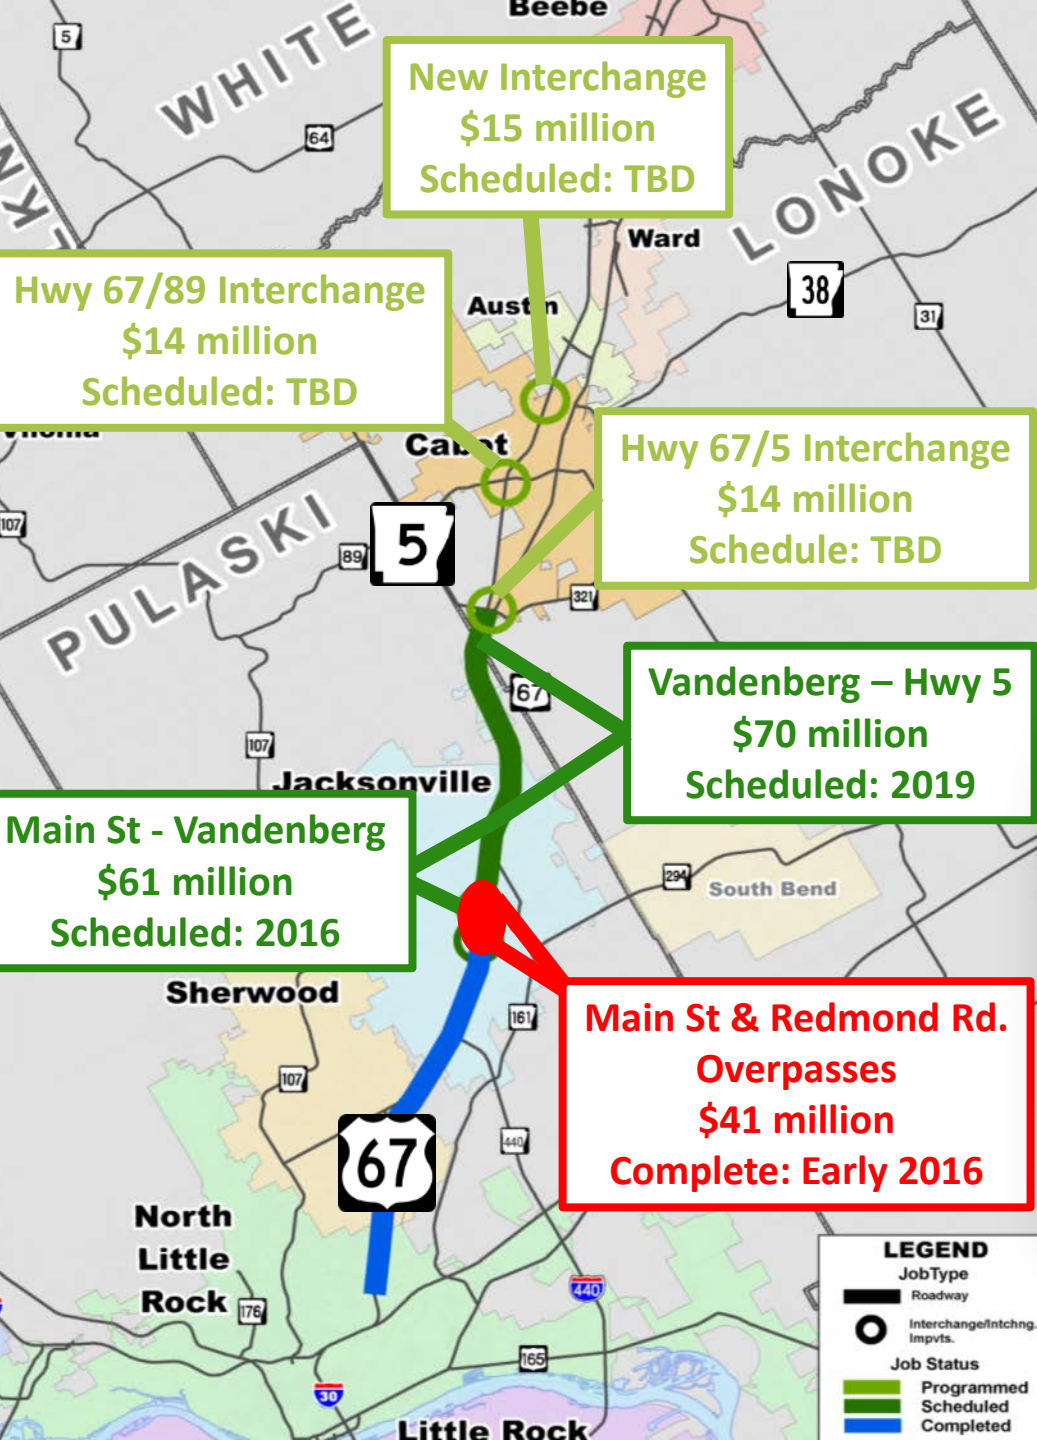 Beebe
5
WHITE
New Interchange
$15 million
Scheduled: TBD
64
LONOKE
Ward
38
31
Hwy 67/89 Interchange
$14 million
Scheduled: TBD
Austin
Cabot
Hwy 67/5 Interchange
$14 million
Schedule: TBD
107
PULASKI
89
5
321
67
Vandenberg – Hwy 5
$70 million
Scheduled: 2019
107
Jacksonville
Main St - Vandenberg
$61 million
Scheduled: 2016
294
South Bend
Sherwood
161
Main St & Redmond Rd.
Overpasses
$41 million
Complete: Early 2016
107
440
67
North
Little
Rock
176
440
165
30
Little Rock
LEGEND
JobType
Roadway
Interchange/Intchng.
Impvts.
Job Status
Programmed
Scheduled
Completed